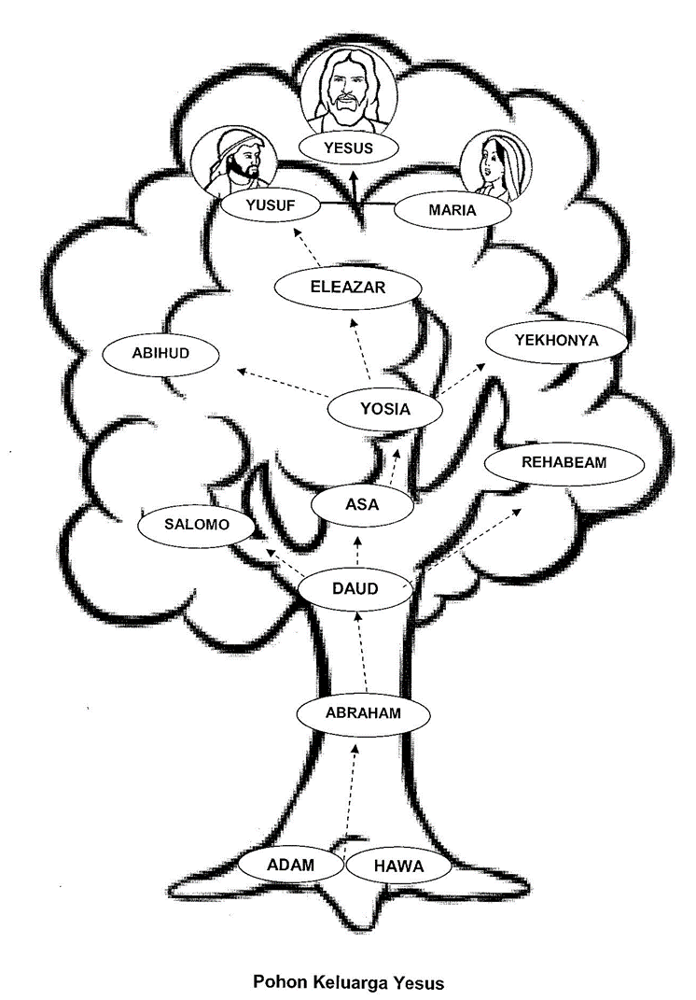 YESUS
YUSUF
MARIA
ELEAZAR
ABIHUD
YEKHONYA
YOSIA
REHABEAM
ASA
SALOMO
DAUD
ABRAHAM
ADAM
HAWA
Pohon Keluarga Yesus